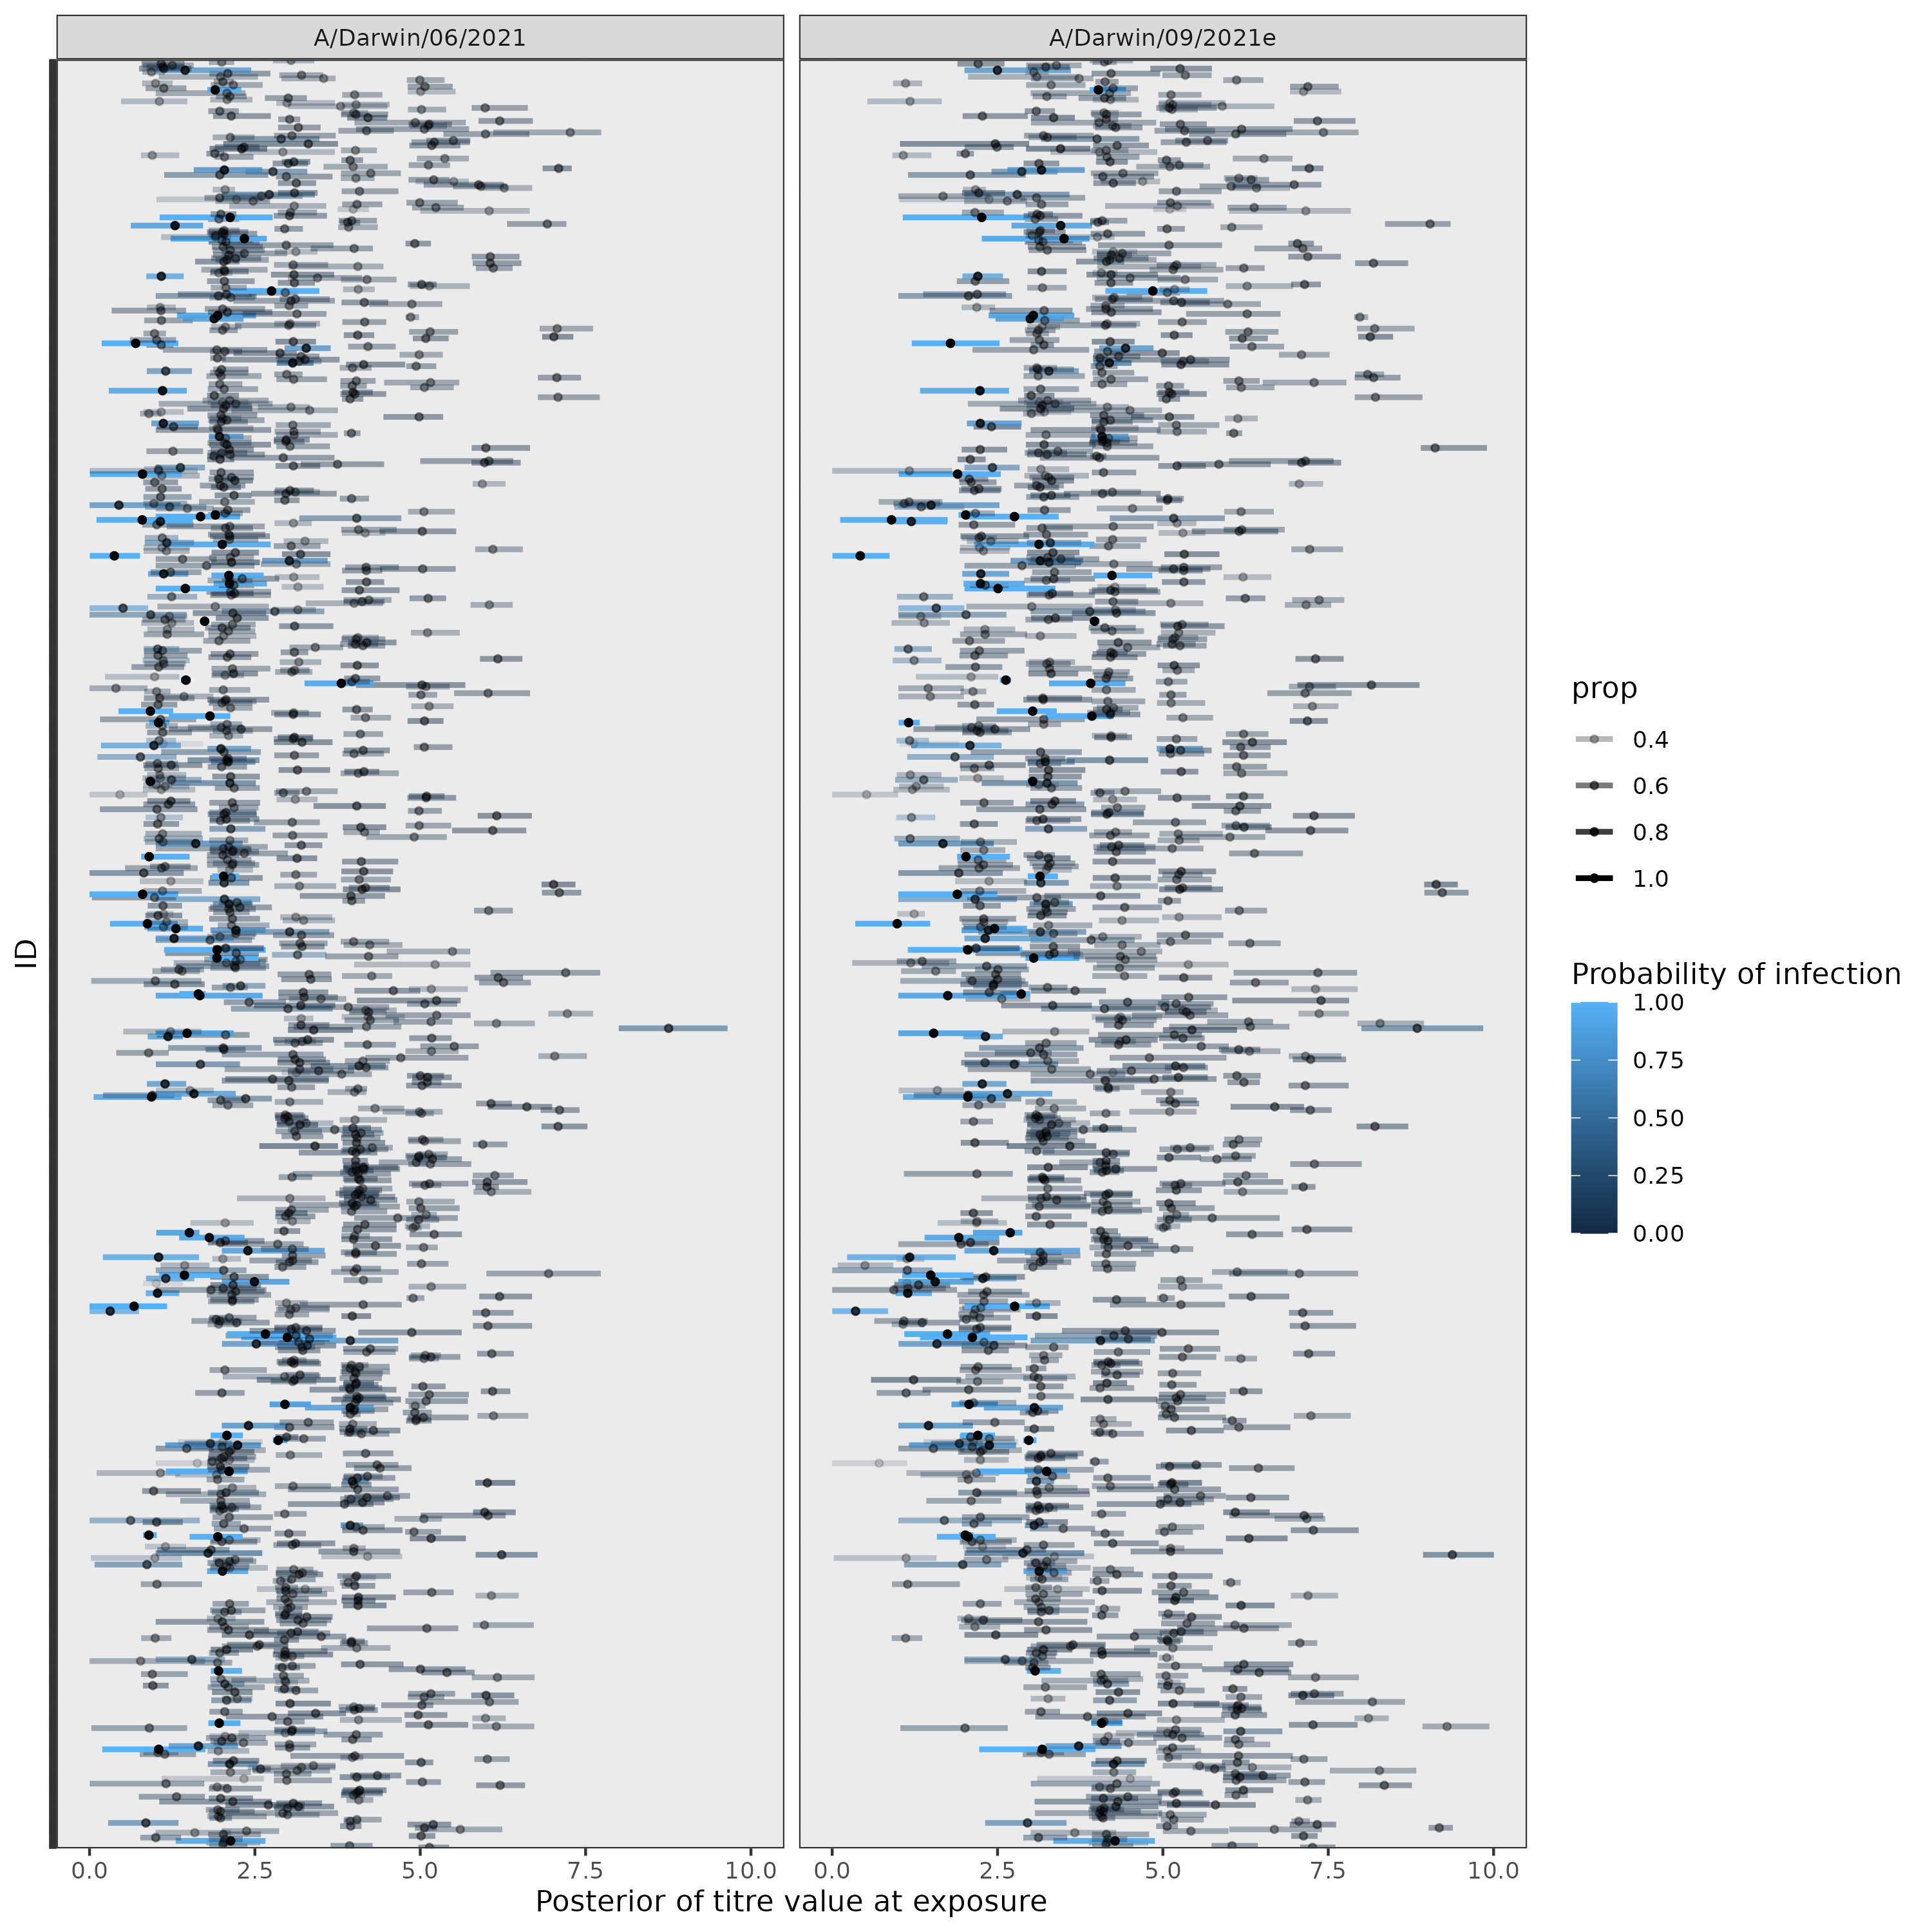 A/Darwin/06/2021
A/Darwin/09/2021e
ID
0.0 2.5 5.0 7.5 10.0
0.0 2.5 5.0 7.5 10.0
Posterior of titre value at exposure
prop
0.4
0.6
0.8
1.0
Probability of infection
1.00
0.75
0.50
0.25
0.00